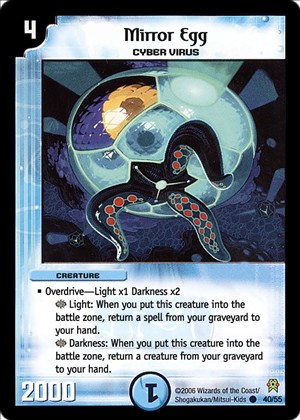 4
Mirror Egg
CYBER VIRUS
CREATURE
▪ Overdrive—Light x1 Darkness x2
Light: When you put this creature into the
battle zone, return a spell from your graveyard to
your hand.
Darkness: When you put this creature into the
battle zone, return a creature from your graveyard
to your hand.
2000
1
©2006 Wizards of the Coast/
Shogakukan/Mitsui-Kids
40/55